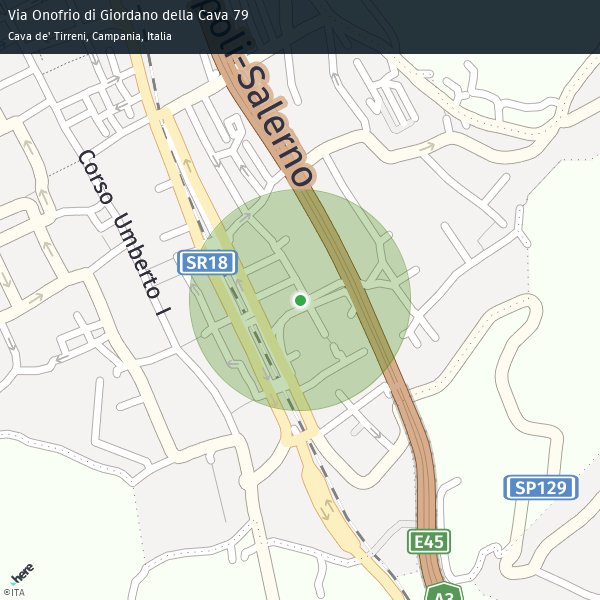 Via Onofrio di Giordano della Cava 79
Cava de' Tirreni, Campania, Italia
poli-Salerno
Corso Umberto I
SR18
SP129
E45
A3
here
©ITA